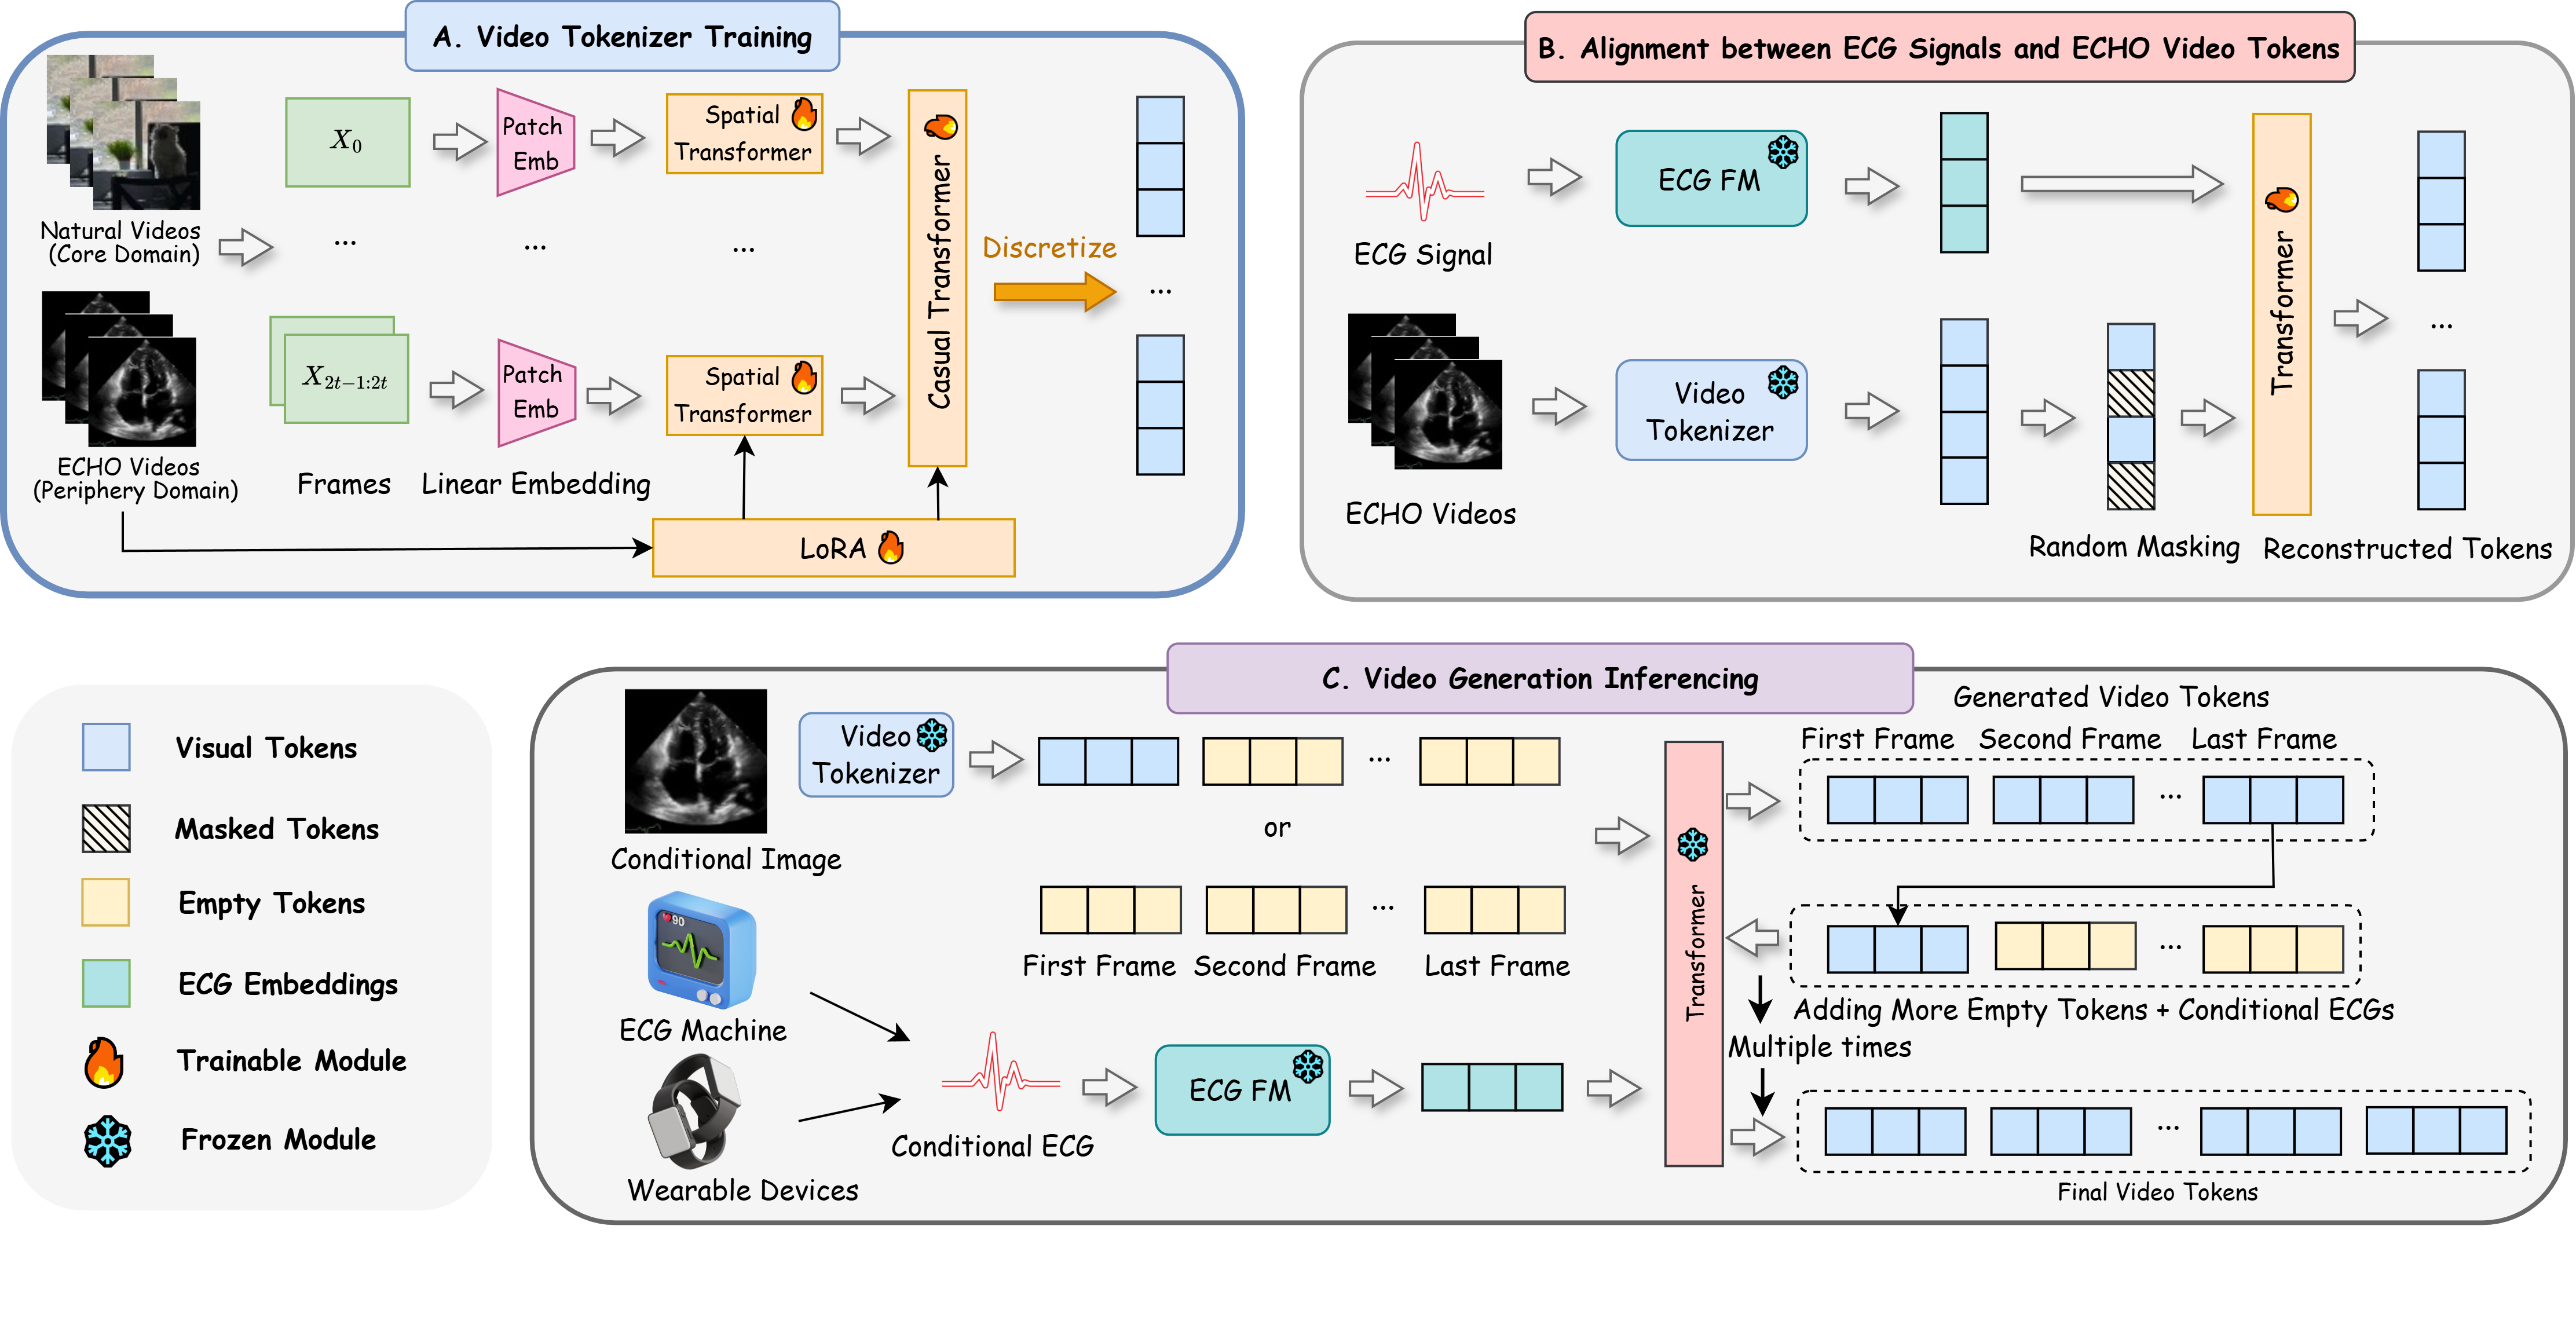 A. Video Tokenizer Training
Natural Videos
(Core Domain)
ECHO Videos
(Periphery Domain)
X_0
...
X_{2t-1:2t}
Frames
Patch
Emb
...
Patch
Emb
Linear Embedding
Spatial
Transformer
...
Spatial
Transformer
Casual Transformer
LoRA
Discretize
...
B. Alignment between ECG Signals and ECHO Video Tokens
ECG Signal
ECG FM
ECHO Videos
Video
Tokenizer
Random Masking
Transformer
...
Reconstructed Tokens
Visual Tokens
Masked Tokens
Empty Tokens
ECG Embeddings
Trainable Module
Frozen Module
C. Video Generation Inferencing
Conditional Image
Video
Tokenizer
...
or
...
First Frame Second Frame Last Frame
90
ECG Machine
Wearable Devices
Conditional ECG
ECG FM
Transformer
Generated Video Tokens
First Frame Second Frame Last Frame
...
...
Adding More Empty Tokens + Conditional ECGs
Multiple times
...
Final Video Tokens